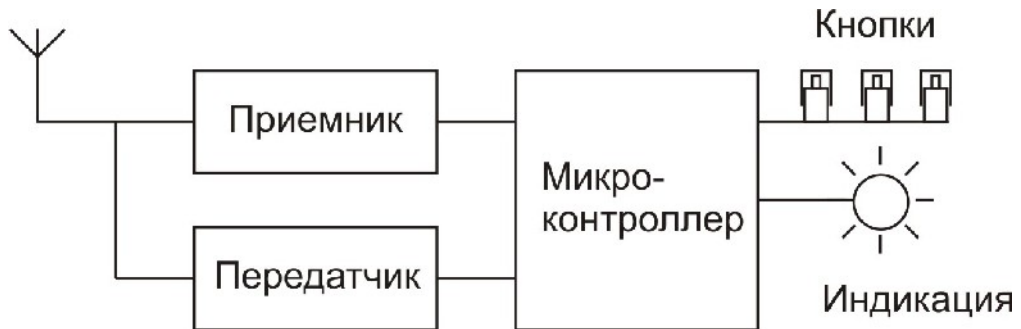 Кнопки
Приемник
Микро-
контроллер
Передатчик
Индикация